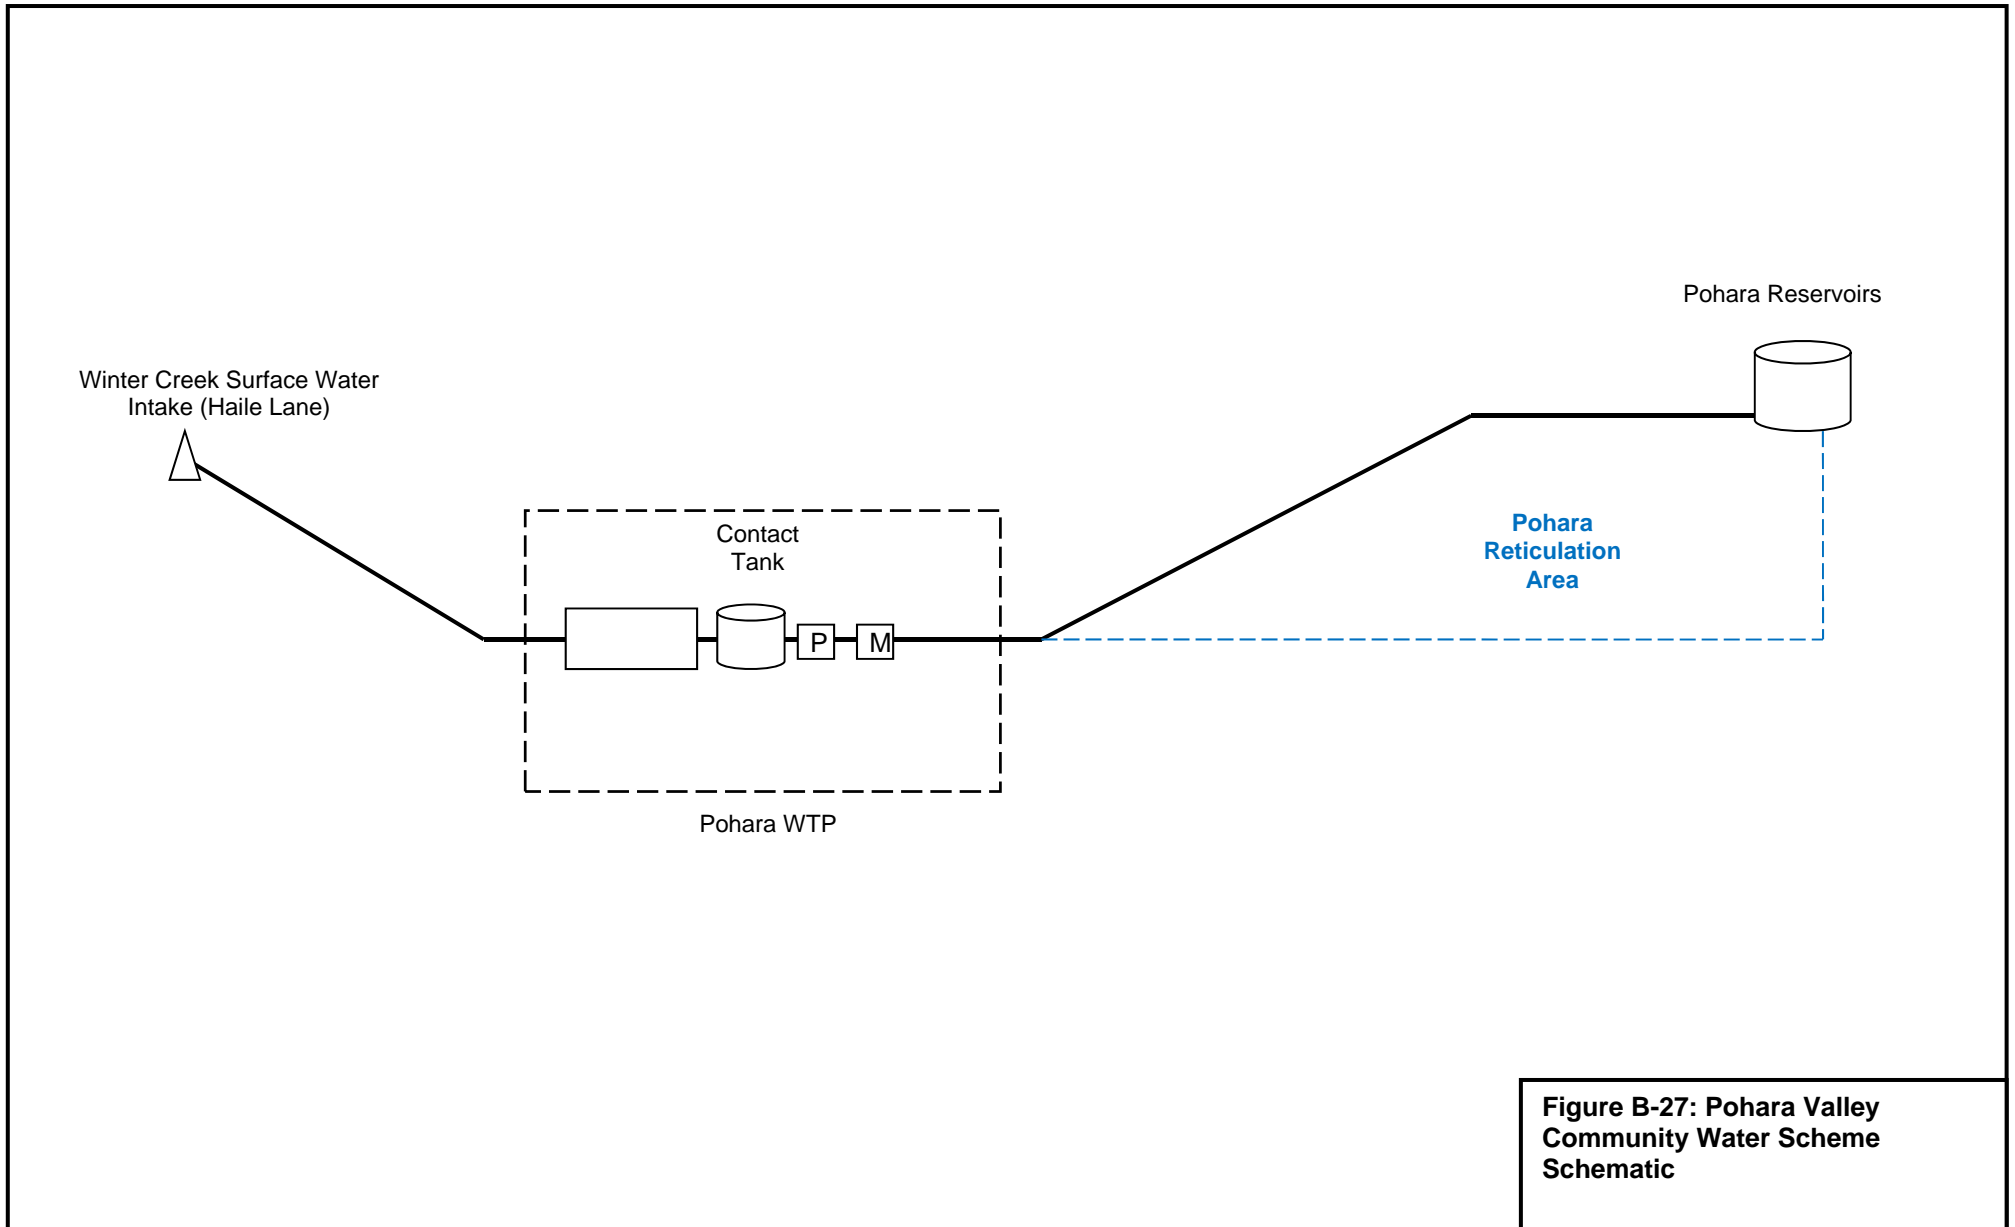 Pohara Reservoirs
Winter Creek Surface Water
Intake (Haile Lane)
Contact
Tank
Pohara
Reticulation
Area
P
M
Pohara WTP
Figure B-27: Pohara Valley
Community Water Scheme
Schematic